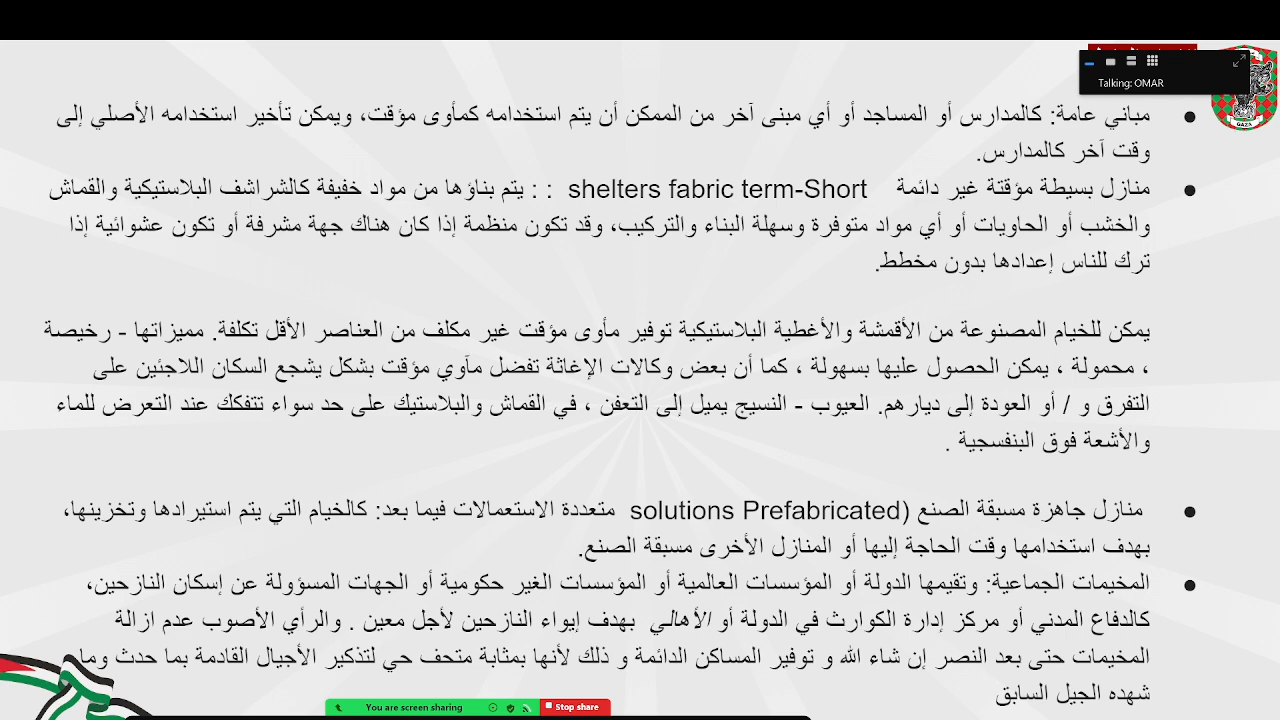 Talking: OMAR
GAZA
● مباني عامة: كالمدارس أو المساجد أو أي مبنى آخر من الممكن أن يتم استخدامه كمأوى مؤقت، ويمكن تأخير استخدامه الأصلي إلى
وقت آخر كالمدارس.
● منازل بسيطة مؤقتة غير دائمة shelters fabric term-Short : : يتم بناؤها من مواد خفيفة كالشراشف البلاستيكية والقماش
والخشب أو الحاويات أو أي مواد متوفرة وسهلة البناء والتركيب، وقد تكون منظمة إذا كان هناك جهة مشرفة أو تكون عشوائية إذا
ترك للناس إعدادها بدون مخطط.
يمكن للخيام المصنوعة من الأقمشة والأغطية البلاستيكية توفير مأوى مؤقت غير مكلف من العناصر الأقل تكلفة. مميزاتها - رخيصة
، محمولة ، يمكن الحصول عليها بسهولة ، كما أن بعض وكالات الإغاثة تفضل مآوي مؤقت بشكل يشجع السكان اللاجئين على
التفرق و / أو العودة إلى ديارهم. العيوب - النسيج يميل إلى التعفن ، في القماش والبلاستيك على حد سواء تتفكك عند التعرض للماء
والأشعة فوق البنفسجية .
● منازل جاهزة مسبقة الصنع (solutions Prefabricated متعددة الاستعمالات فيما بعد: كالخيام التي يتم استيرادها وتخزينها،
بهدف استخدامها وقت الحاجة إليها أو المنازل الأخرى مسبقة الصنع.
● المخيمات الجماعية: وتقيمها الدولة أو المؤسسات العالمية أو المؤسسات الغير حكومية أو الجهات المسؤولة عن إسكان النازحين،
كالدفاع المدني أو مركز إدارة الكوارث في الدولة أو الأهالي بهدف إيواء النازحين لأجل معين . والرأي الأصوب عدم ازالة
المخيمات حتى بعد النصر إن شاء الله و توفير المساكن الدائمة و ذلك لأنها بمثابة متحف حي لتذكير الأجيال القادمة بما حدث وما
شهده الجيل السابق
You are screen sharing
Stop share